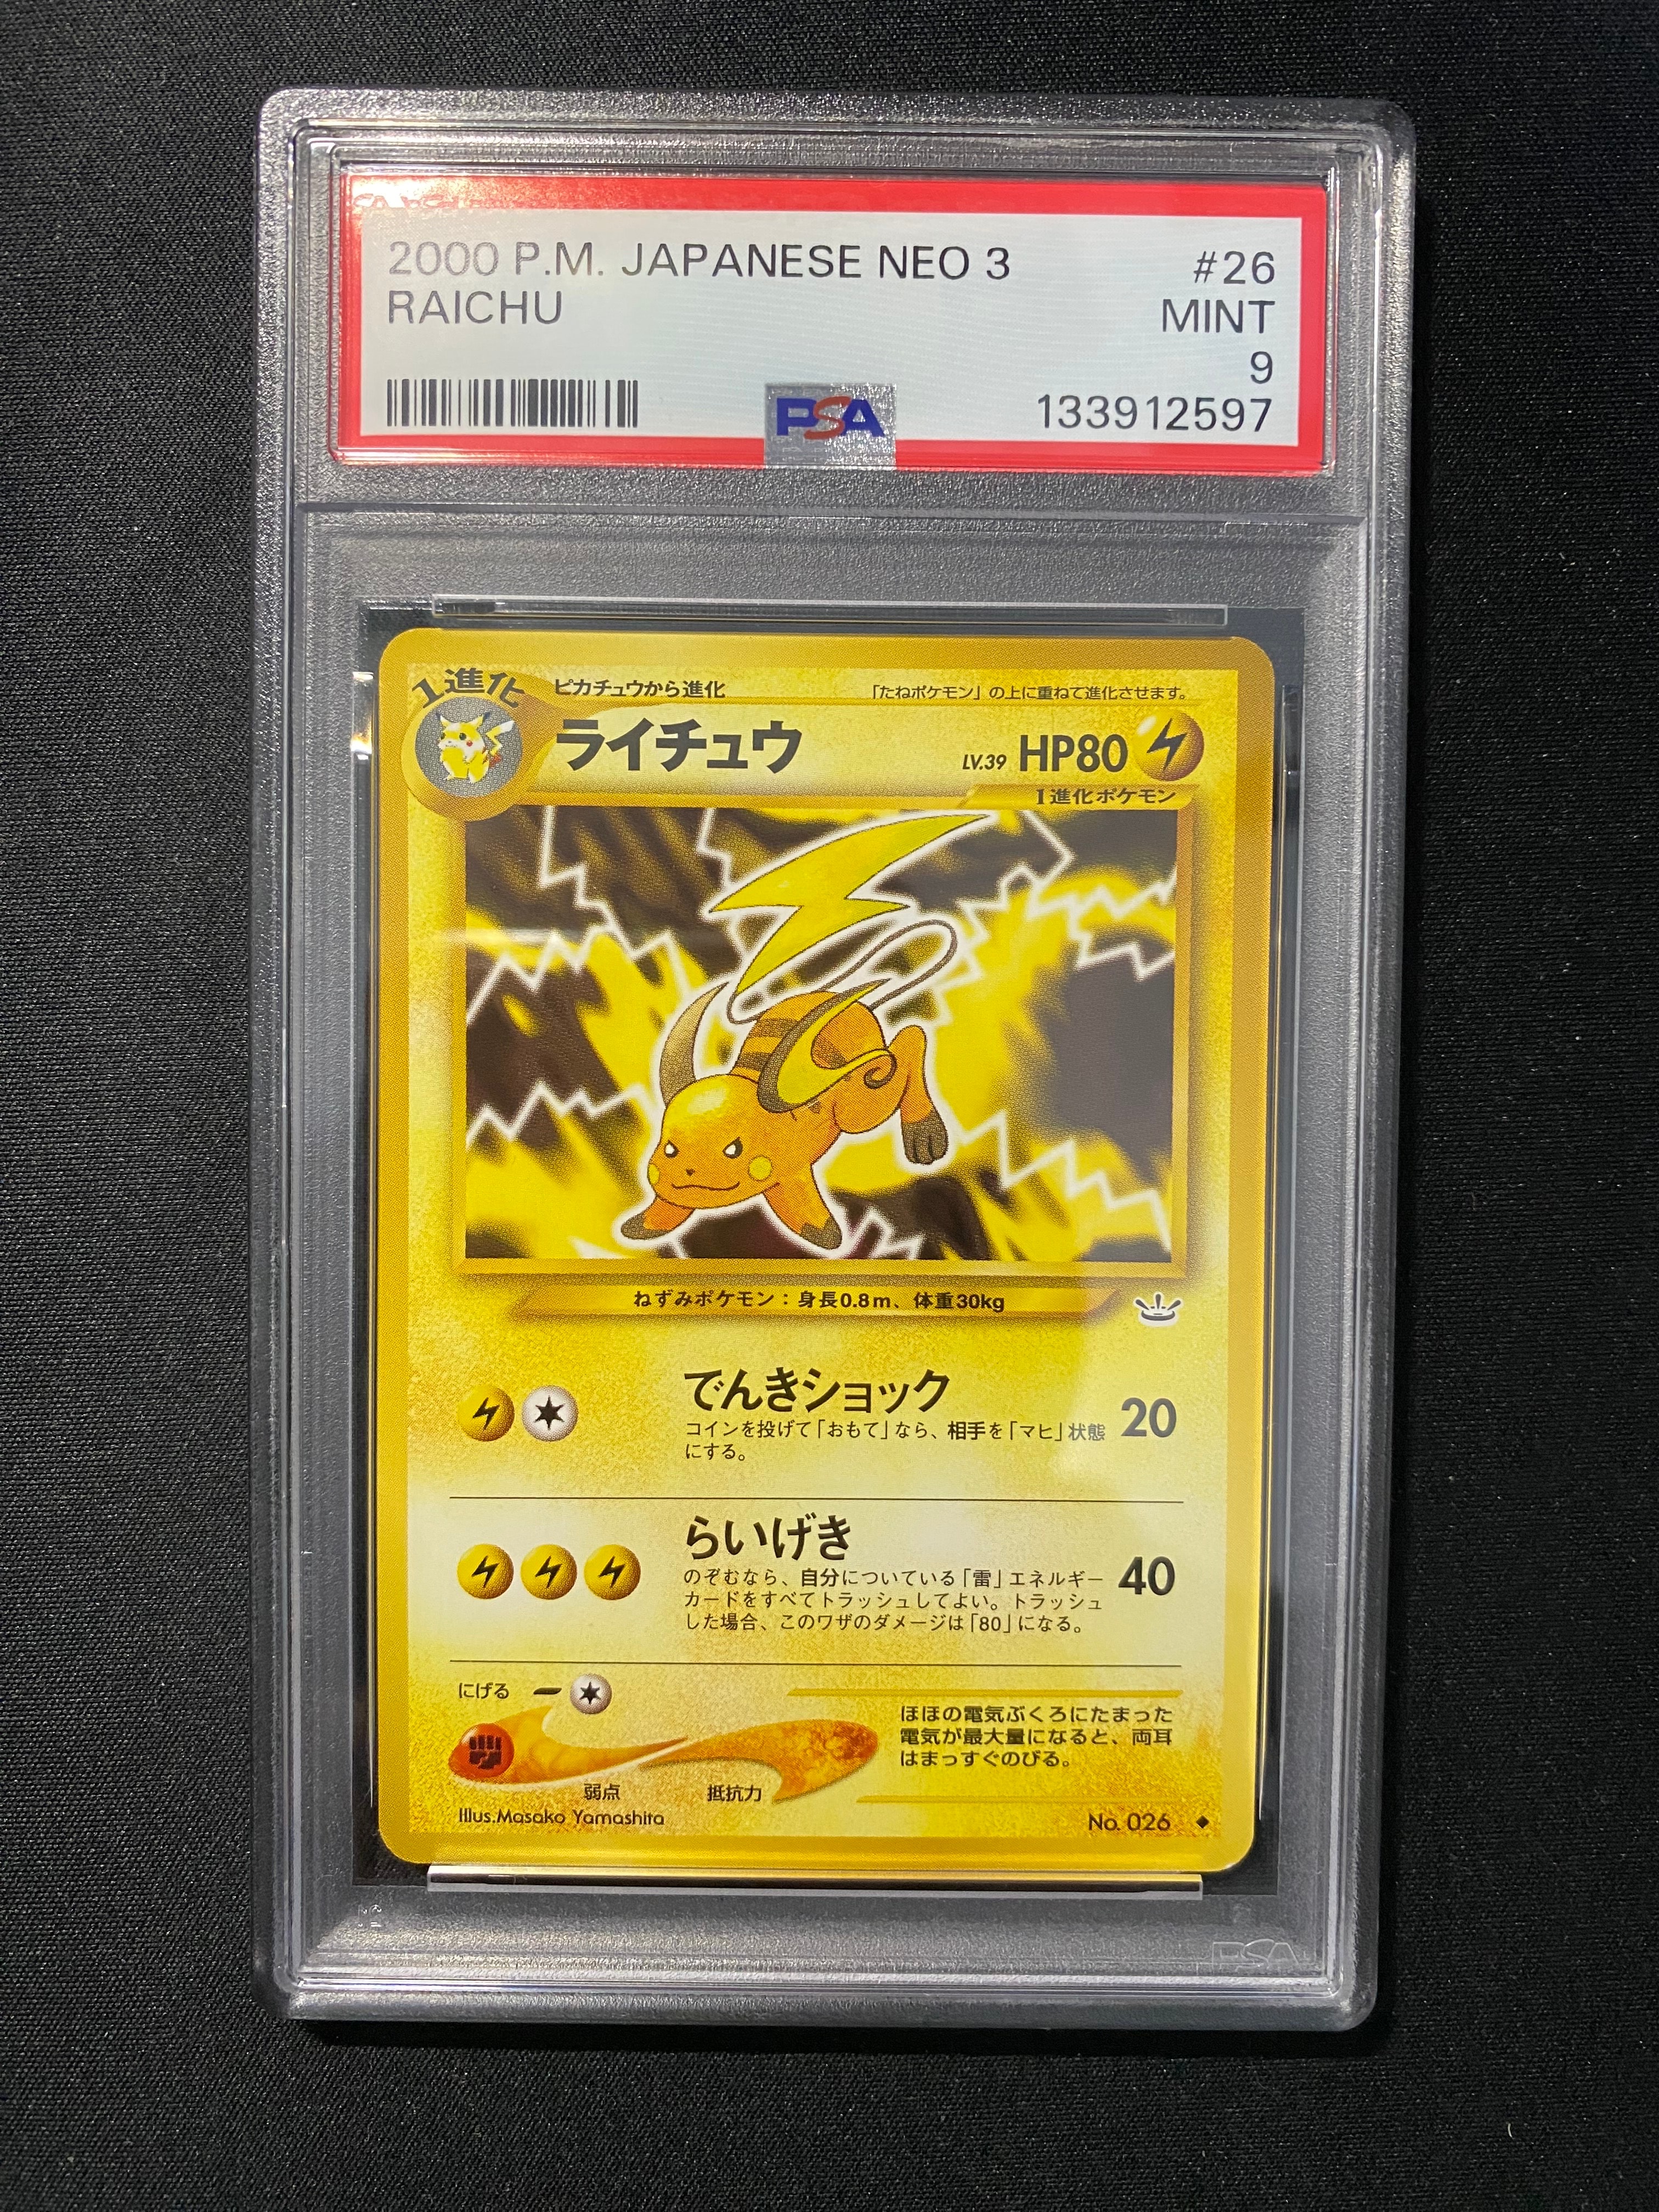 2000 P.M. JAPANESE NEO 3 #26
RAICHU MINT
9
PSA 133912597
1進化 ピカチュウから進化 「たねポケモン」の上に重ねて進化させます。
ライチュウ LV.39 HP80
1進化ポケモン
ねずみポケモン：身長0.8m、体重30kg
でんきショック 20
コインを投げて「おもて」なら、相手を「マヒ」状態
にする。
らいげき 40
のぞむなら、自分についている「雷」エネルギー
カードをすべてトラッシュしてよい。トラッシュ
した場合、このワザのダメージは「80」になる。
にげる
ほほの電気ぶくろにたまった
電気が最大量になると、両耳
はまっすぐのびる。
弱点 抵抗力
Illus.Masako Yamashita No. 026
PSA